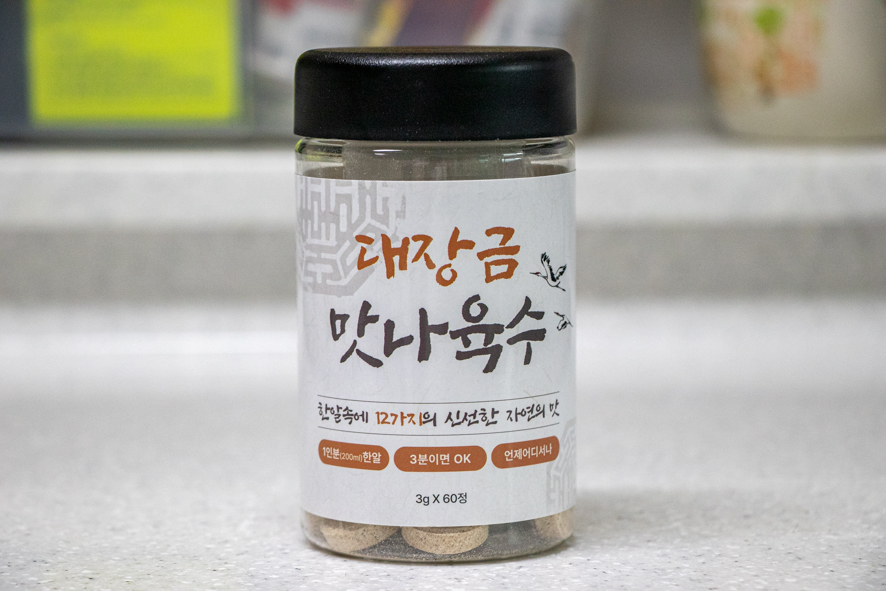 대장금
맛나육수
한알속에 12가지의 신선한 자연의 맛
1인분(200ml)한알
3분이면 OK
언제어디서나
3g X 60정